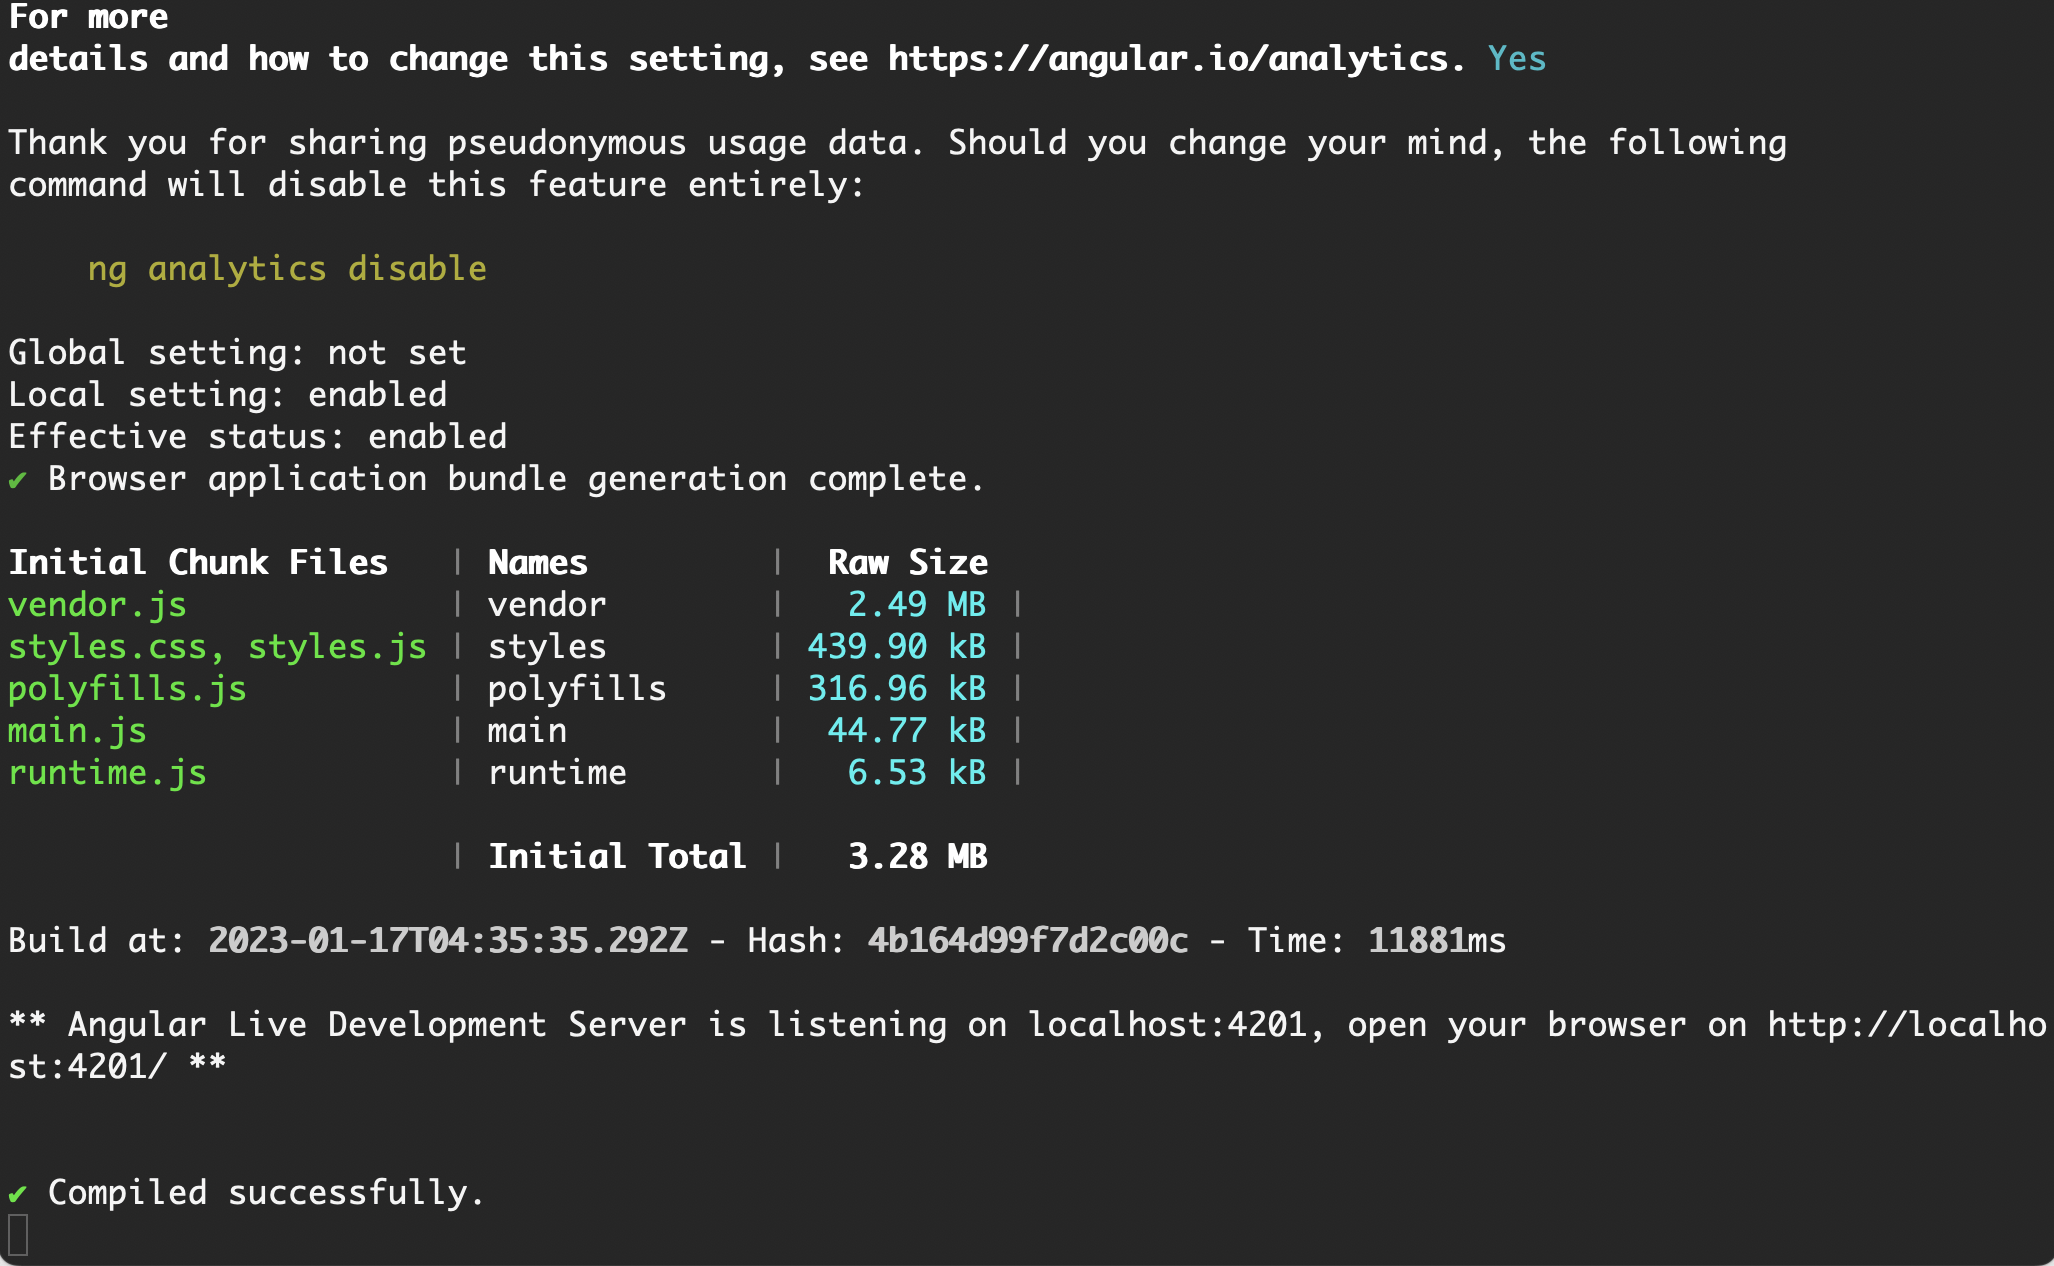 For more
details and how to change this setting, see https://angular.io/analytics. Yes
Thank you for sharing pseudonymous usage data. Should you change your mind, the following
command will disable this feature entirely:
ng analytics disable
Global setting: not set
Local setting: enabled
Effective status: enabled
✔ Browser application bundle generation complete.
Initial Chunk Files | Names | Raw Size
vendor.js | vendor | 2.49 MB |
styles.css, styles.js | styles | 439.90 kB |
polyfills.js | polyfills | 316.96 kB |
main.js | main | 44.77 kB |
runtime.js | runtime | 6.53 kB |
| Initial Total | 3.28 MB
Build at: 2023-01-17T04:35:35.292Z - Hash: 4b164d99f7d2c00c - Time: 11881ms
** Angular Live Development Server is listening on localhost:4201, open your browser on http://localho
st:4201/ **
✔ Compiled successfully.